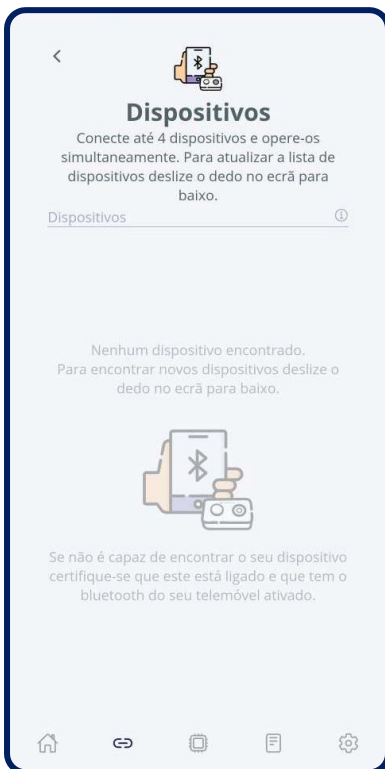 Dispositivos
Conecte até 4 dispositivos e opere-os
simultaneamente. Para atualizar a lista de
dispositivos deslize o dedo no ecrã para
baixo.
Dispositivos
Nenhum dispositivo encontrado.
Para encontrar novos dispositivos deslize o
dedo no ecrã para baixo.
Se não é capaz de encontrar o seu dispositivo
certifique-se que este está ligado e que tem o
bluetooth do seu telemóvel ativado.